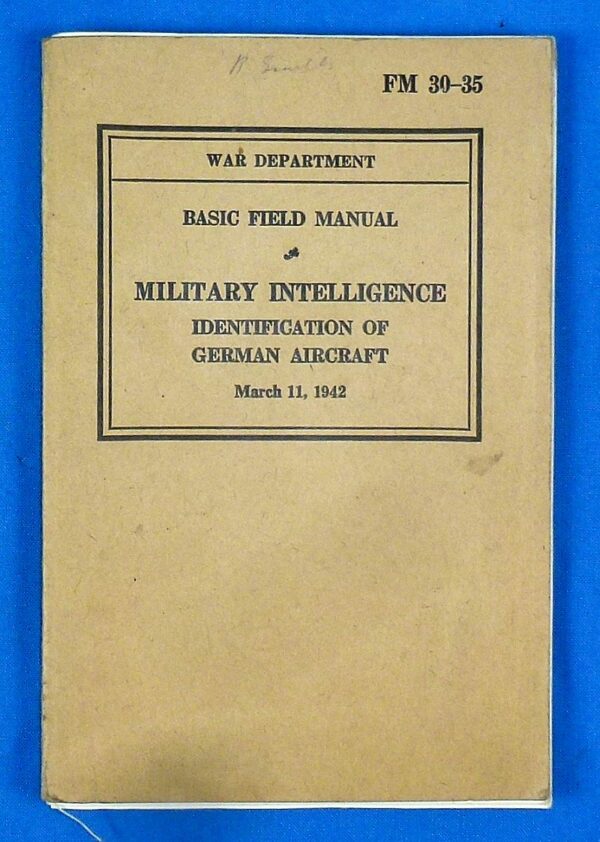 FM 30–35
WAR DEPARTMENT
BASIC FIELD MANUAL
MILITARY INTELLIGENCE
IDENTIFICATION OF
GERMAN AIRCRAFT
March 11, 1942